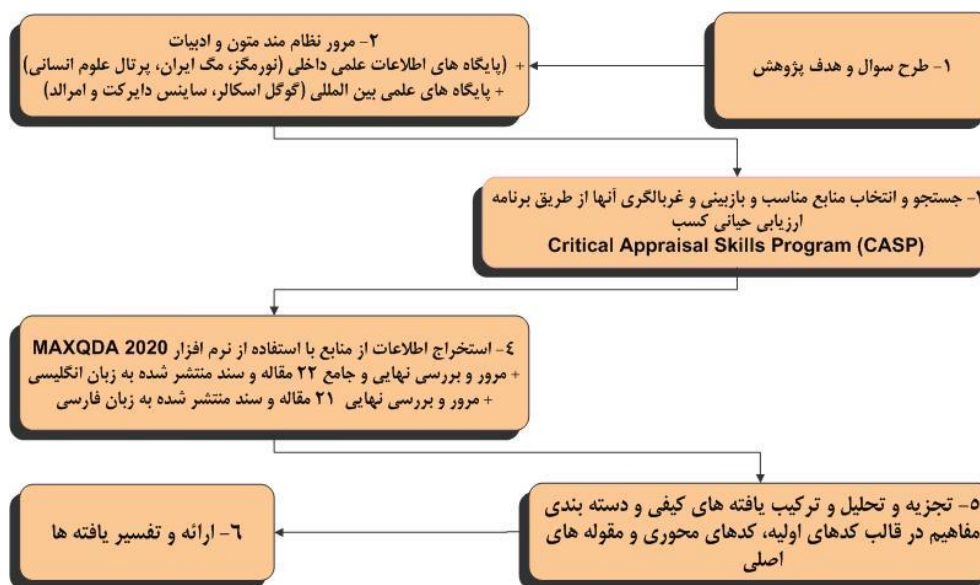 ۱- طرح سوال و هدف پژوهش
۲- مرور نظام مند متون و ادبیات
+ (پایگاه های اطلاعات علمی داخلی (نورمگز، مگ ایران، پرتال علوم انسانی)
+ پایگاه های علمی بین المللی (گوگل اسکالر، ساینس دایرکت و امرالد)
۳- جستجو و انتخاب منابع مناسب و بازبینی و غربالگری آنها از طریق برنامه
ارزیابی حیاتی کسب
Critical Appraisal Skills Program (CASP)
۴- استخراج اطلاعات از منابع با استفاده از نرم افزار MAXQDA 2020
+ مرور و بررسی نهایی و جامع ۲۲ مقاله و سند منتشر شده به زبان انگلیسی
+ مرور و بررسی نهایی ۲۱ مقاله و سند منتشر شده به زبان فارسی
۵- تجزیه و تحلیل و ترکیب یافته های کیفی و دسته بندی
مفاهیم در قالب کدهای اولیه، کدهای محوری و مقوله های
اصلی
۶- ارائه و تفسیر یافته ها